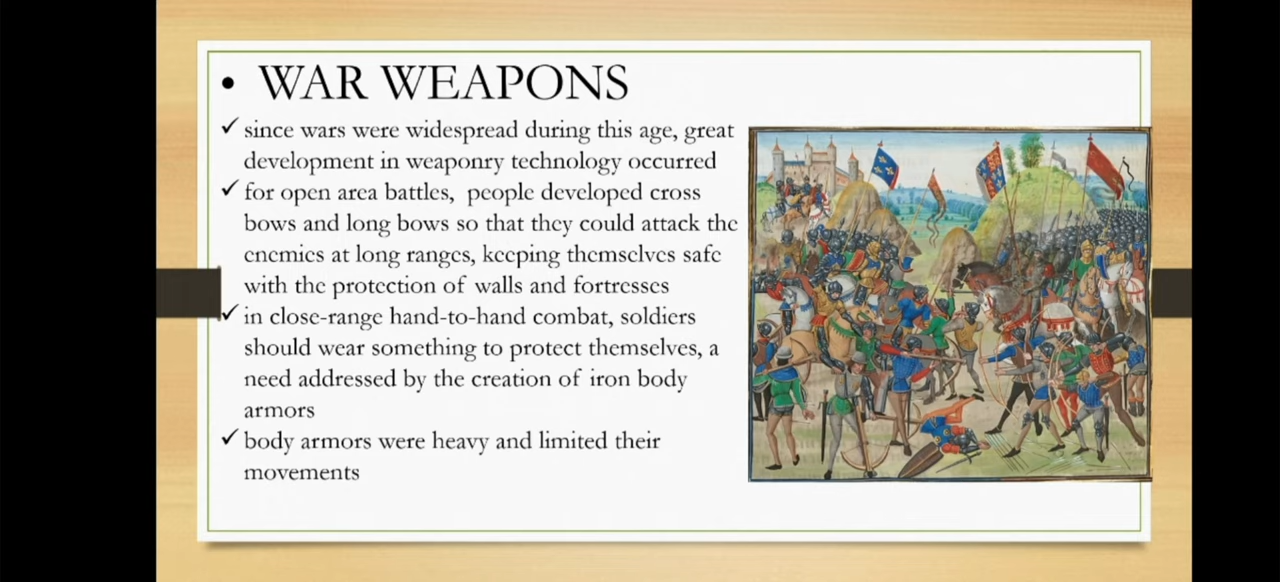 • WAR WEAPONS
✓ since wars were widespread during this age, great
development in weaponry technology occurred
✓ for open area battles,  people developed cross
bows and long bows so that they could attack the
enemies at long ranges, keeping themselves safe
with the protection of walls and fortresses
✓ in close-range hand-to-hand combat, soldiers
should wear something to protect themselves, a
need addressed by the creation of iron body
armors
✓ body armors were heavy and limited their
movements